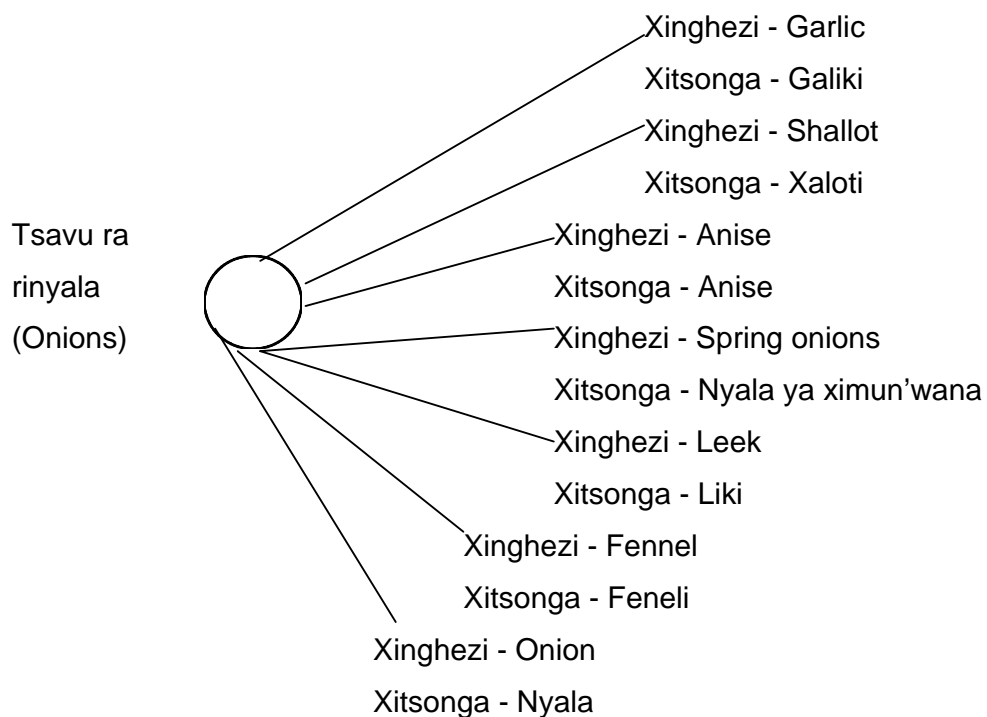 Xinghezi - Garlic
Xitsonga - Galiki
Xinghezi - Shallot
Xitsonga - Xaloti
Tsavu ra
rinyala
(Onions)
Xinghezi - Anise
Xitsonga - Anise
Xinghezi - Spring onions
Xitsonga - Nyala ya ximun’wana
Xinghezi - Leek
Xitsonga - Liki
Xinghezi - Fennel
Xitsonga - Feneli
Xinghezi - Onion
Xitsonga - Nyala